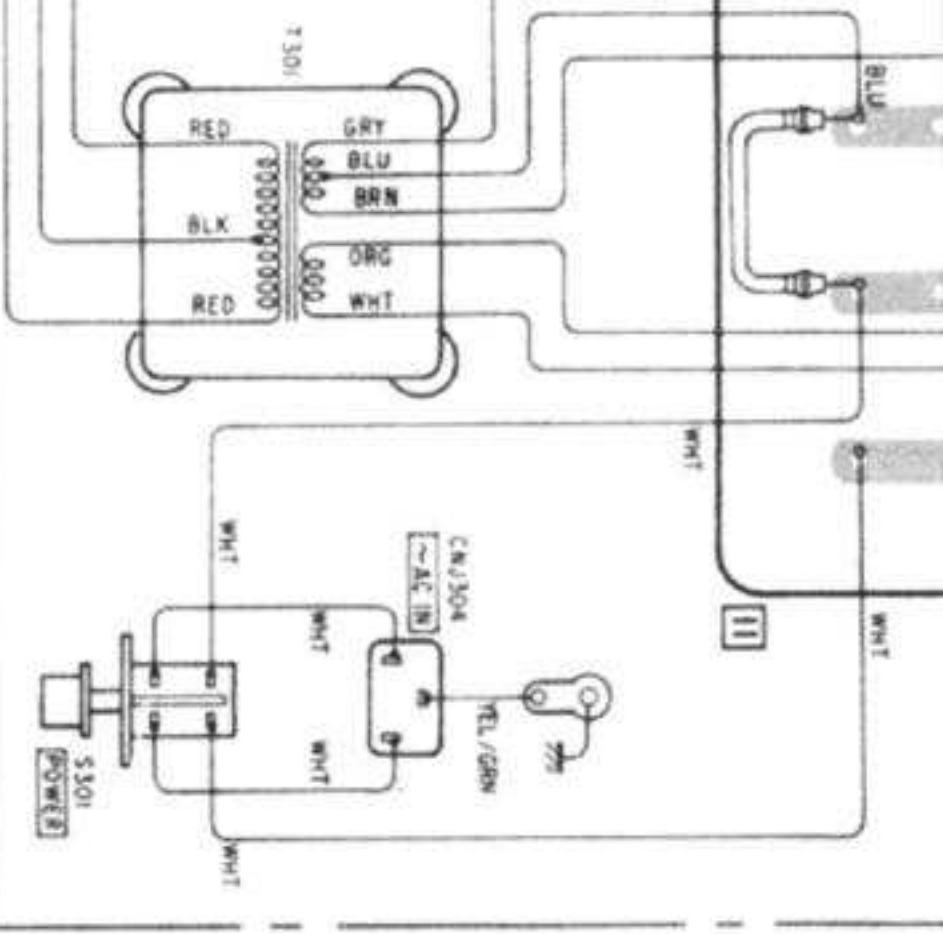 T301
RED
GRY
BLU
BRN
BLK
ORG
RED
WHT
BLU
WHT
WHT
CNJ304
~AC IN
WHT
11
WHT
YEL/GRN
WHT
S301
POWER
WHT